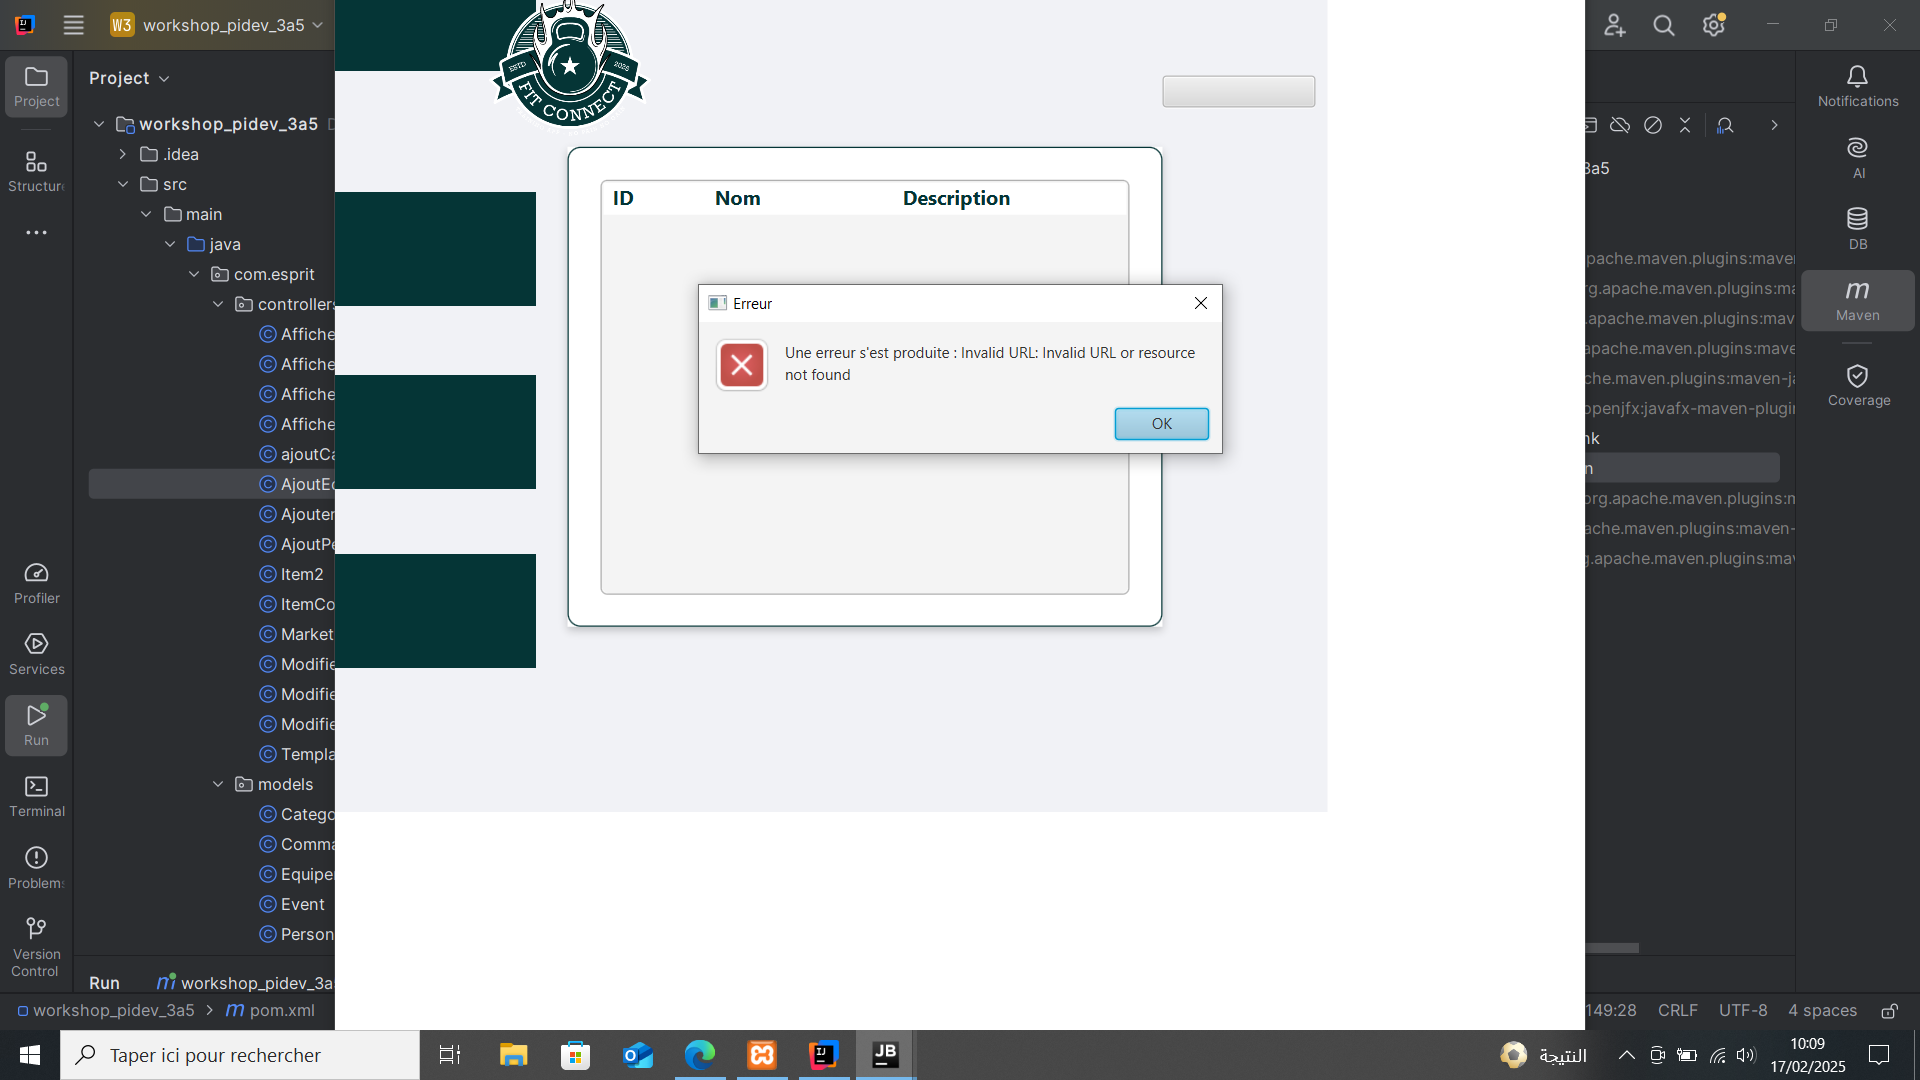 W3 workshop_pidev_3a5
Project
Project
Structure
workshop_pidev_3a5
.idea
src
main
java
com.esprit
controllers
Affiche
Affiche
Affiche
Affiche
ajoutCa
AjoutEq
Ajouter
AjoutPe
Item2
ItemCo
Market
Modifie
Modifie
Modifie
Templa
models
Catego
Comma
Equipe
Event
Person
Profiler
Services
Run
Terminal
Problems
Version
Control
Run workshop_pidev_3a
workshop_pidev_3a5 > pom.xml
ESTD 2025
FIT CONNECT
ID Nom Description
Erreur
Une erreur s'est produite : Invalid URL: Invalid URL or resource
not found
OK
3a5
pache.maven.plugins:mave
rg.apache.maven.plugins:ma
.apache.maven.plugins:mav
apache.maven.plugins:mave
che.maven.plugins:maven-ja
openjfx:javafx-maven-plugi
nk
n
org.apache.maven.plugins:m
ache.maven.plugins:maven-
g.apache.maven.plugins:mav
Notifications
AI
DB
m
Maven
Coverage
149:28 CRLF UTF-8 4 spaces
Taper ici pour rechercher
النتيجة
10:09
17/02/2025